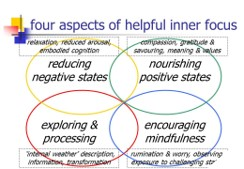 four aspects of helpful inner focus
relaxation, reduced arousal,
embodied cognition
compassion, gratitude &
savouring, meaning & values
reducing
negative states
nourishing
positive states
exploring &
processing
encouraging
mindfulness
'internal weather' description,
information, transformation
rumination & worry, observing
exposure to challenging str'